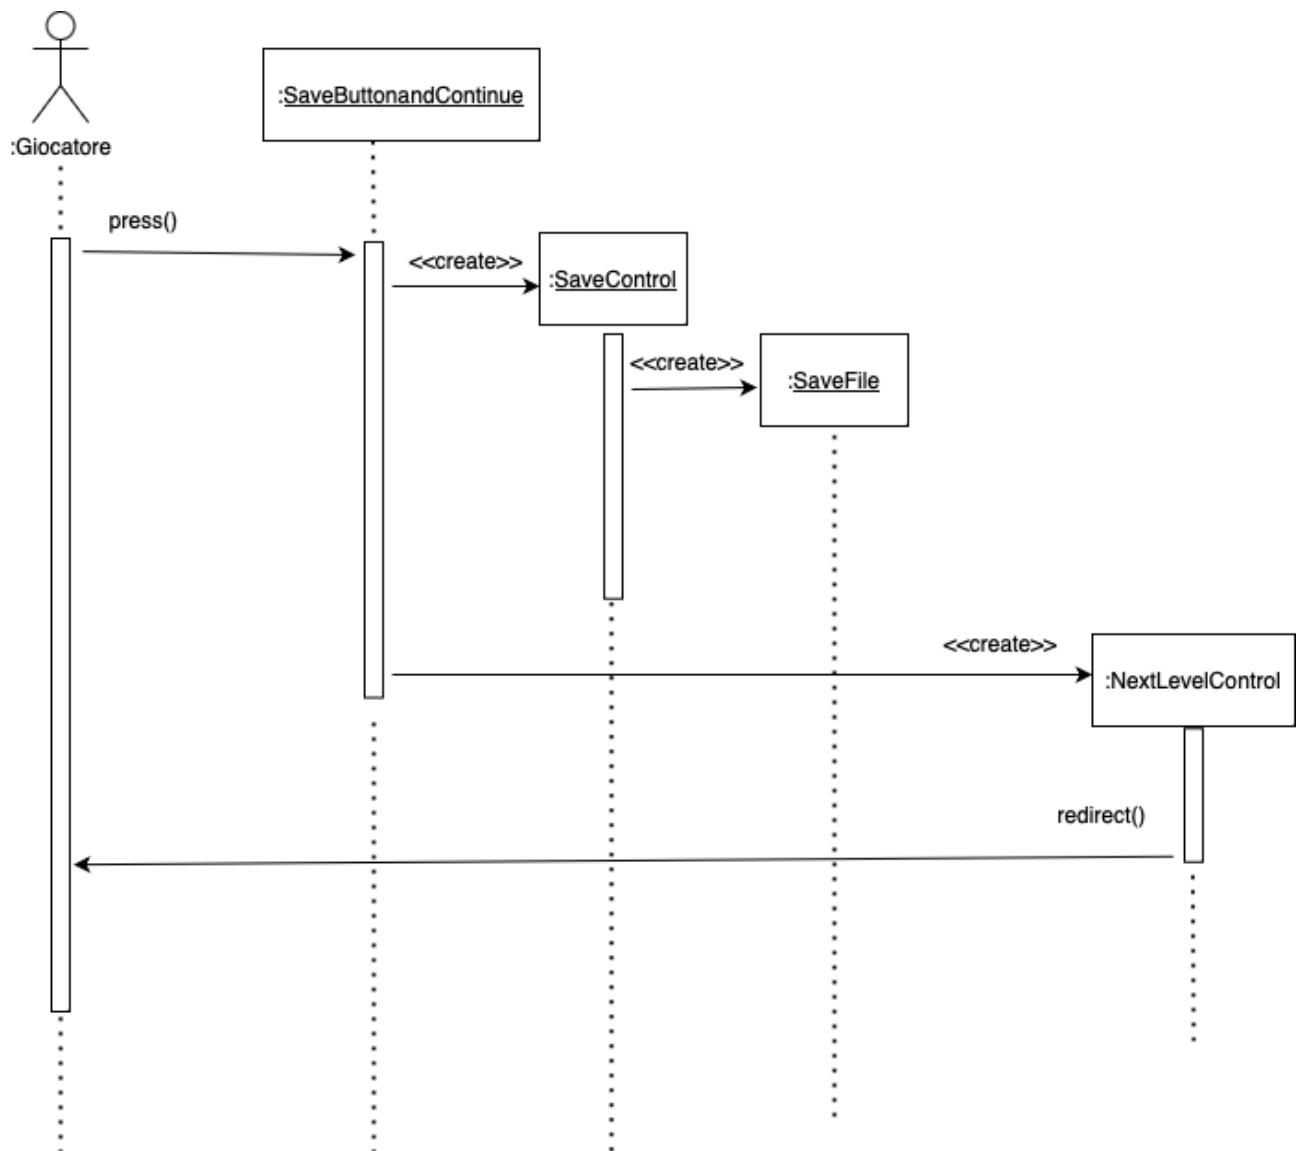 :SaveButtonandContinue
:Giocatore
press()
<<create>>
:SaveControl
<<create>>
:SaveFile
<<create>>
:NextLevelControl
redirect()